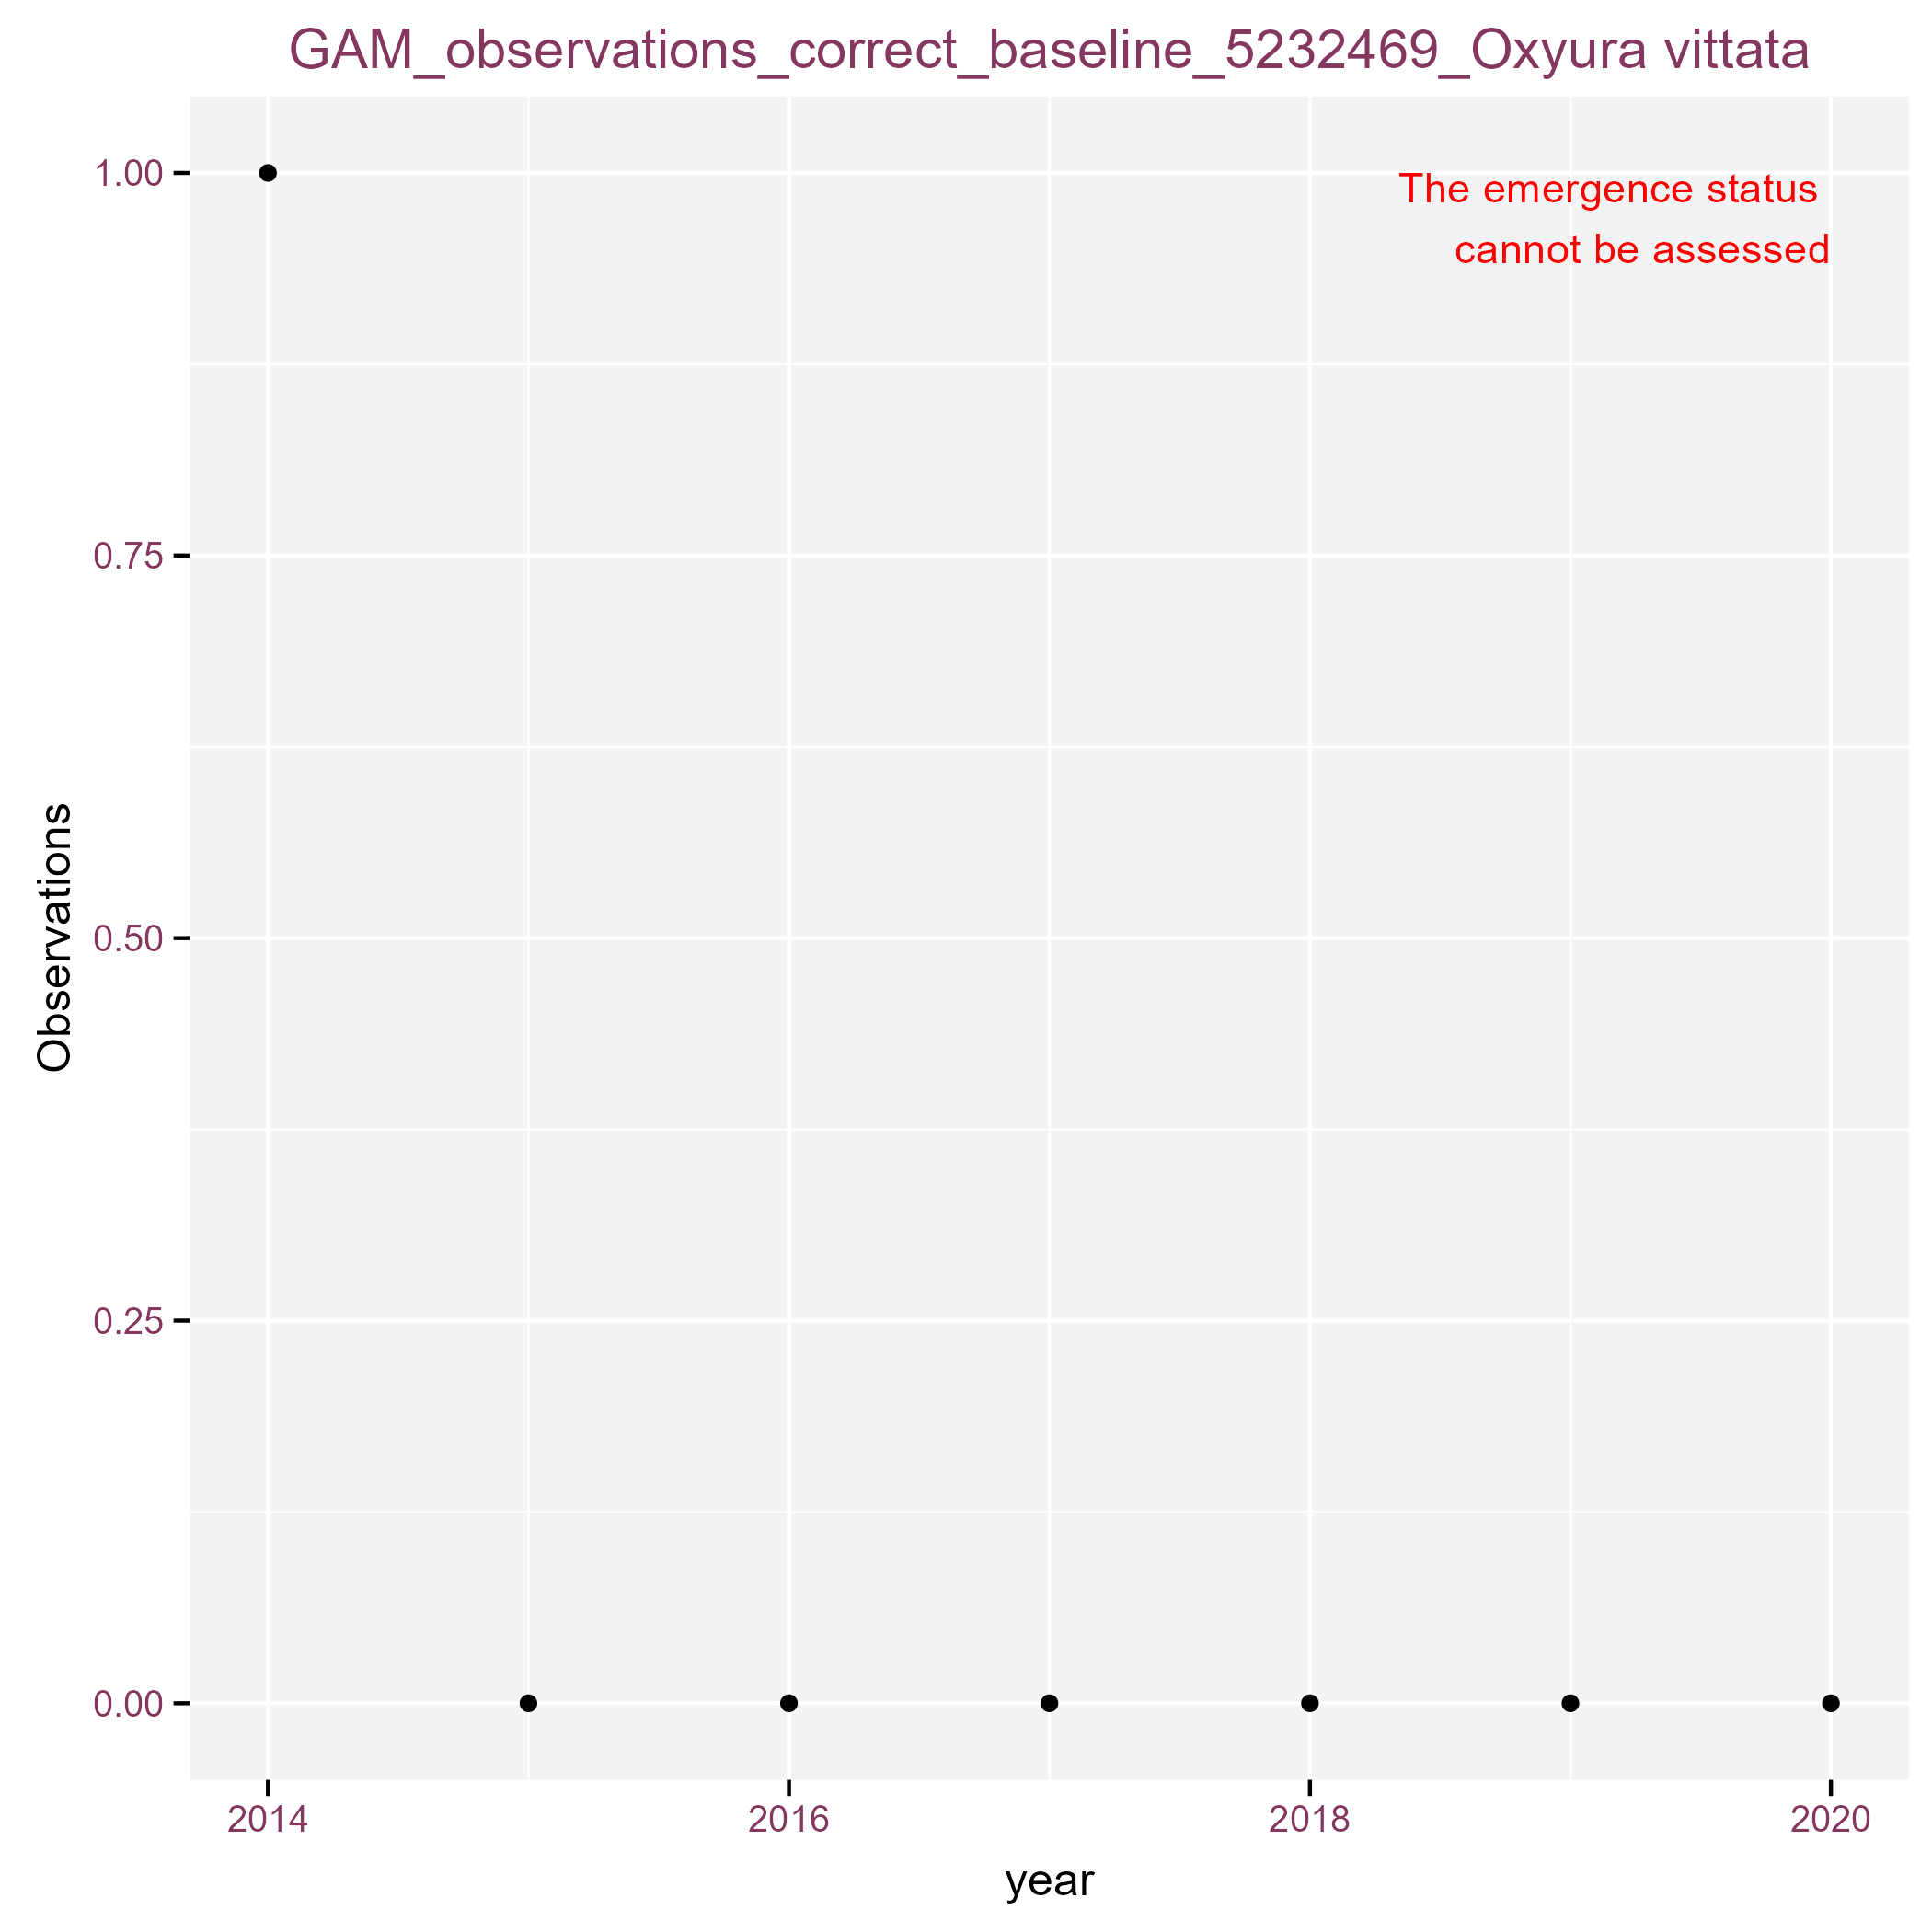 GAM_observations_correct_baseline_5232469_Oxyura vittata
The emergence status
cannot be assessed
1.00
0.75
0.50
0.25
0.00
Observations
2014 2016 2018 2020
year